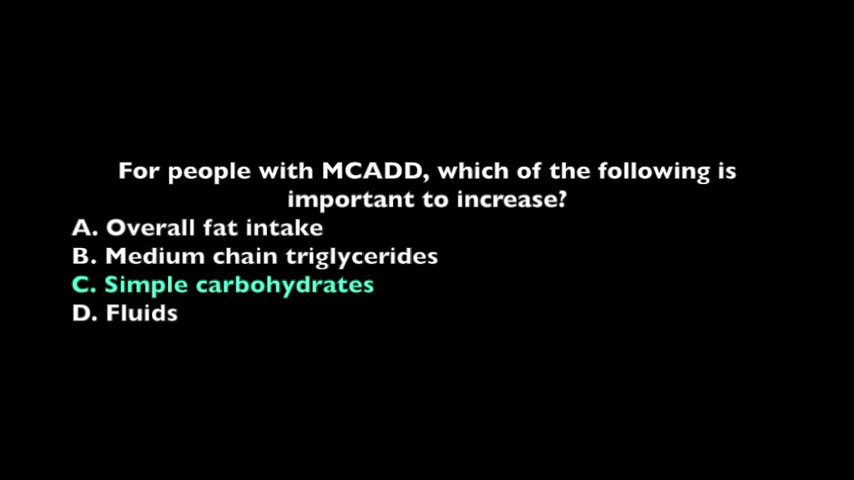 For people with MCADD, which of the following is
important to increase?
A. Overall fat intake
B. Medium chain triglycerides
C. Simple carbohydrates
D. Fluids